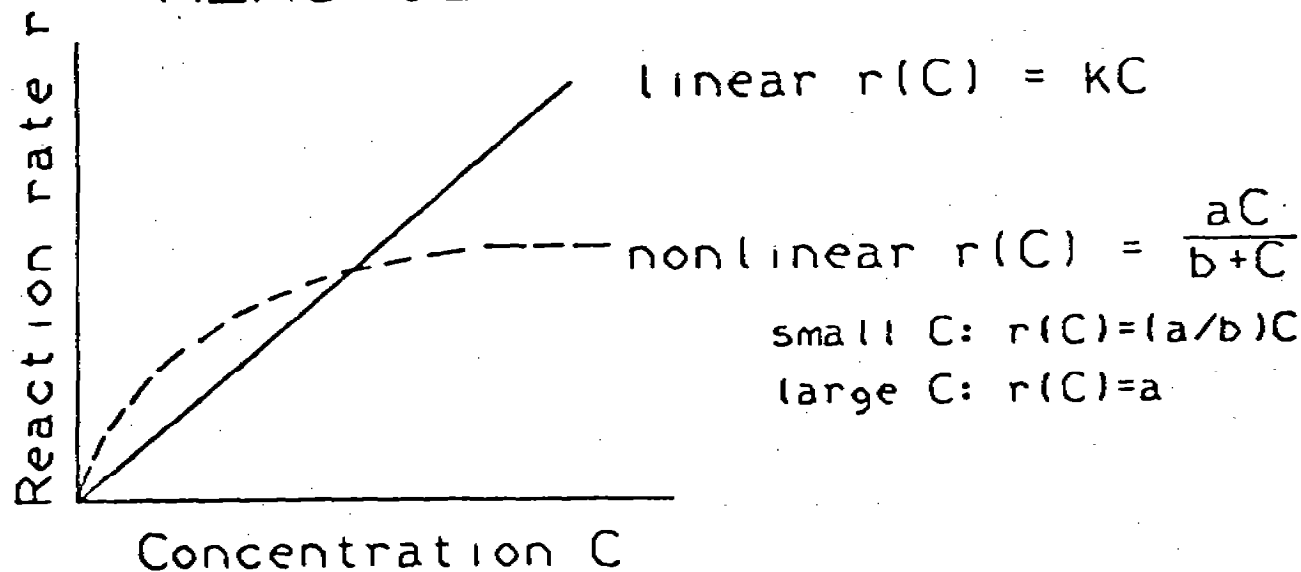 linear r(C) = KC
nonlinear r(C) = aC / b+C
small C: r(C)=(a/b)C
large C: r(C)=a
Reaction rate r
Concentration C